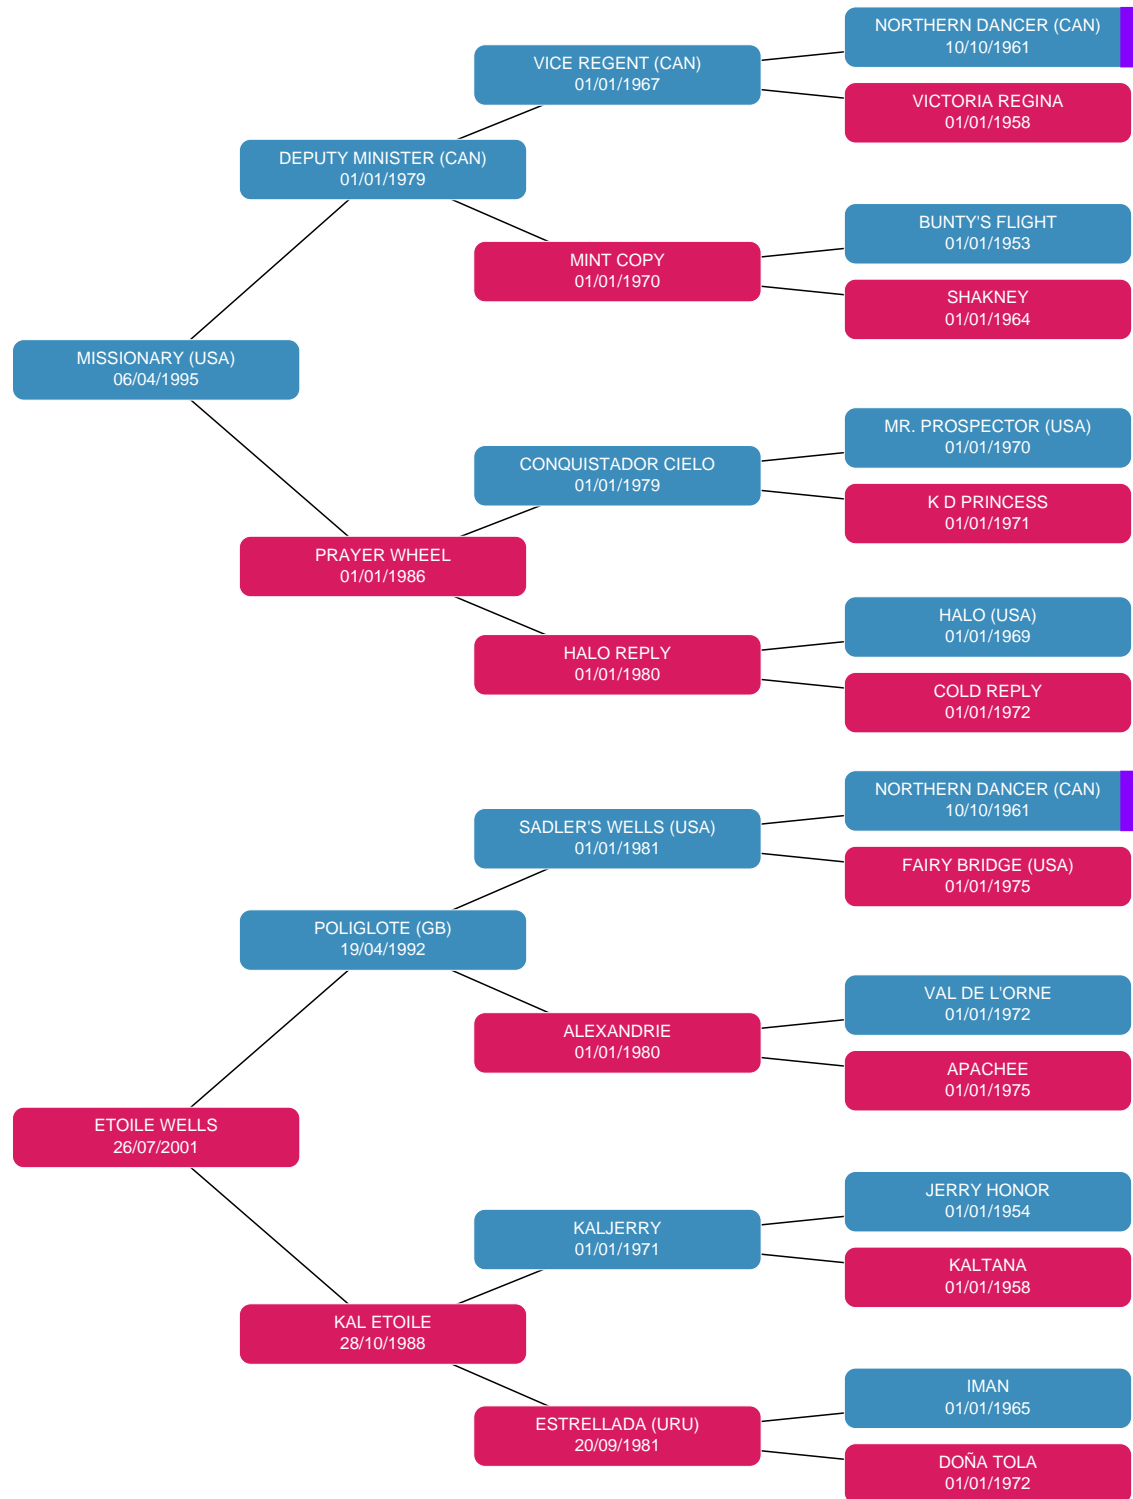 NORTHERN DANCER (CAN)
10/10/1961
VICE REGENT (CAN)
01/01/1967
VICTORIA REGINA
01/01/1958
DEPUTY MINISTER (CAN)
01/01/1979
BUNTY'S FLIGHT
01/01/1953
MINT COPY
01/01/1970
SHAKNEY
01/01/1964
MISSIONARY (USA)
06/04/1995
MR. PROSPECTOR (USA)
01/01/1970
CONQUISTADOR CIELO
01/01/1979
K D PRINCESS
01/01/1971
PRAYER WHEEL
01/01/1986
HALO (USA)
01/01/1969
HALO REPLY
01/01/1980
COLD REPLY
01/01/1972
NORTHERN DANCER (CAN)
10/10/1961
SADLER'S WELLS (USA)
01/01/1981
FAIRY BRIDGE (USA)
01/01/1975
POLIGLOTE (GB)
19/04/1992
VAL DE L'ORNE
01/01/1972
ALEXANDRIE
01/01/1980
APACHEE
01/01/1975
ETOILE WELLS
26/07/2001
JERRY HONOR
01/01/1954
KALJERRY
01/01/1971
KALTANA
01/01/1958
KAL ETOILE
28/10/1988
IMAN
01/01/1965
ESTRELLADA (URU)
20/09/1981
DOÑA TOLA
01/01/1972